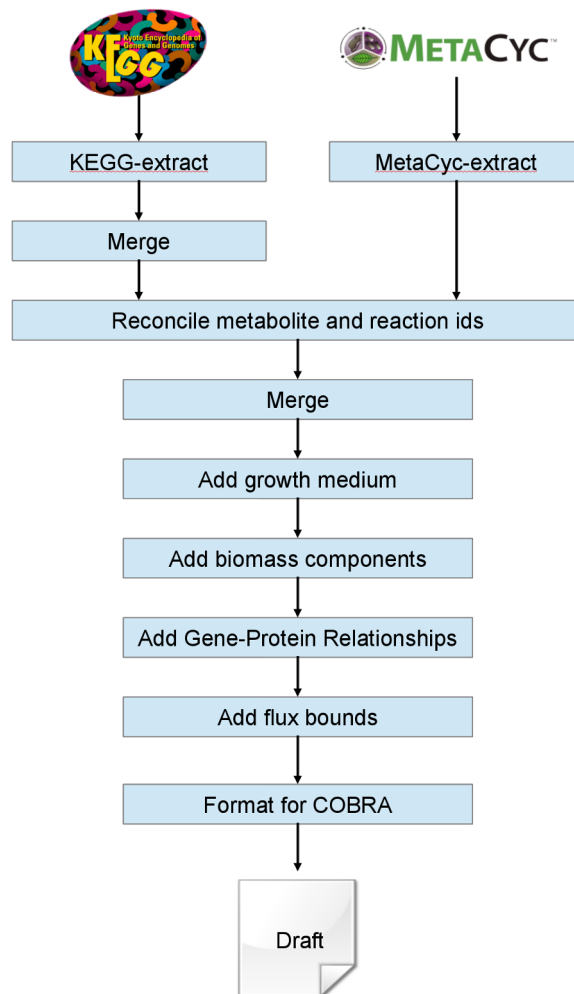 Kyoto Encyclopedia of
Genes and Genomes
KEGG
METACYC™
KEGG-extract
MetaCyc-extract
Merge
Reconcile metabolite and reaction ids
Merge
Add growth medium
Add biomass components
Add Gene-Protein Relationships
Add flux bounds
Format for COBRA
Draft